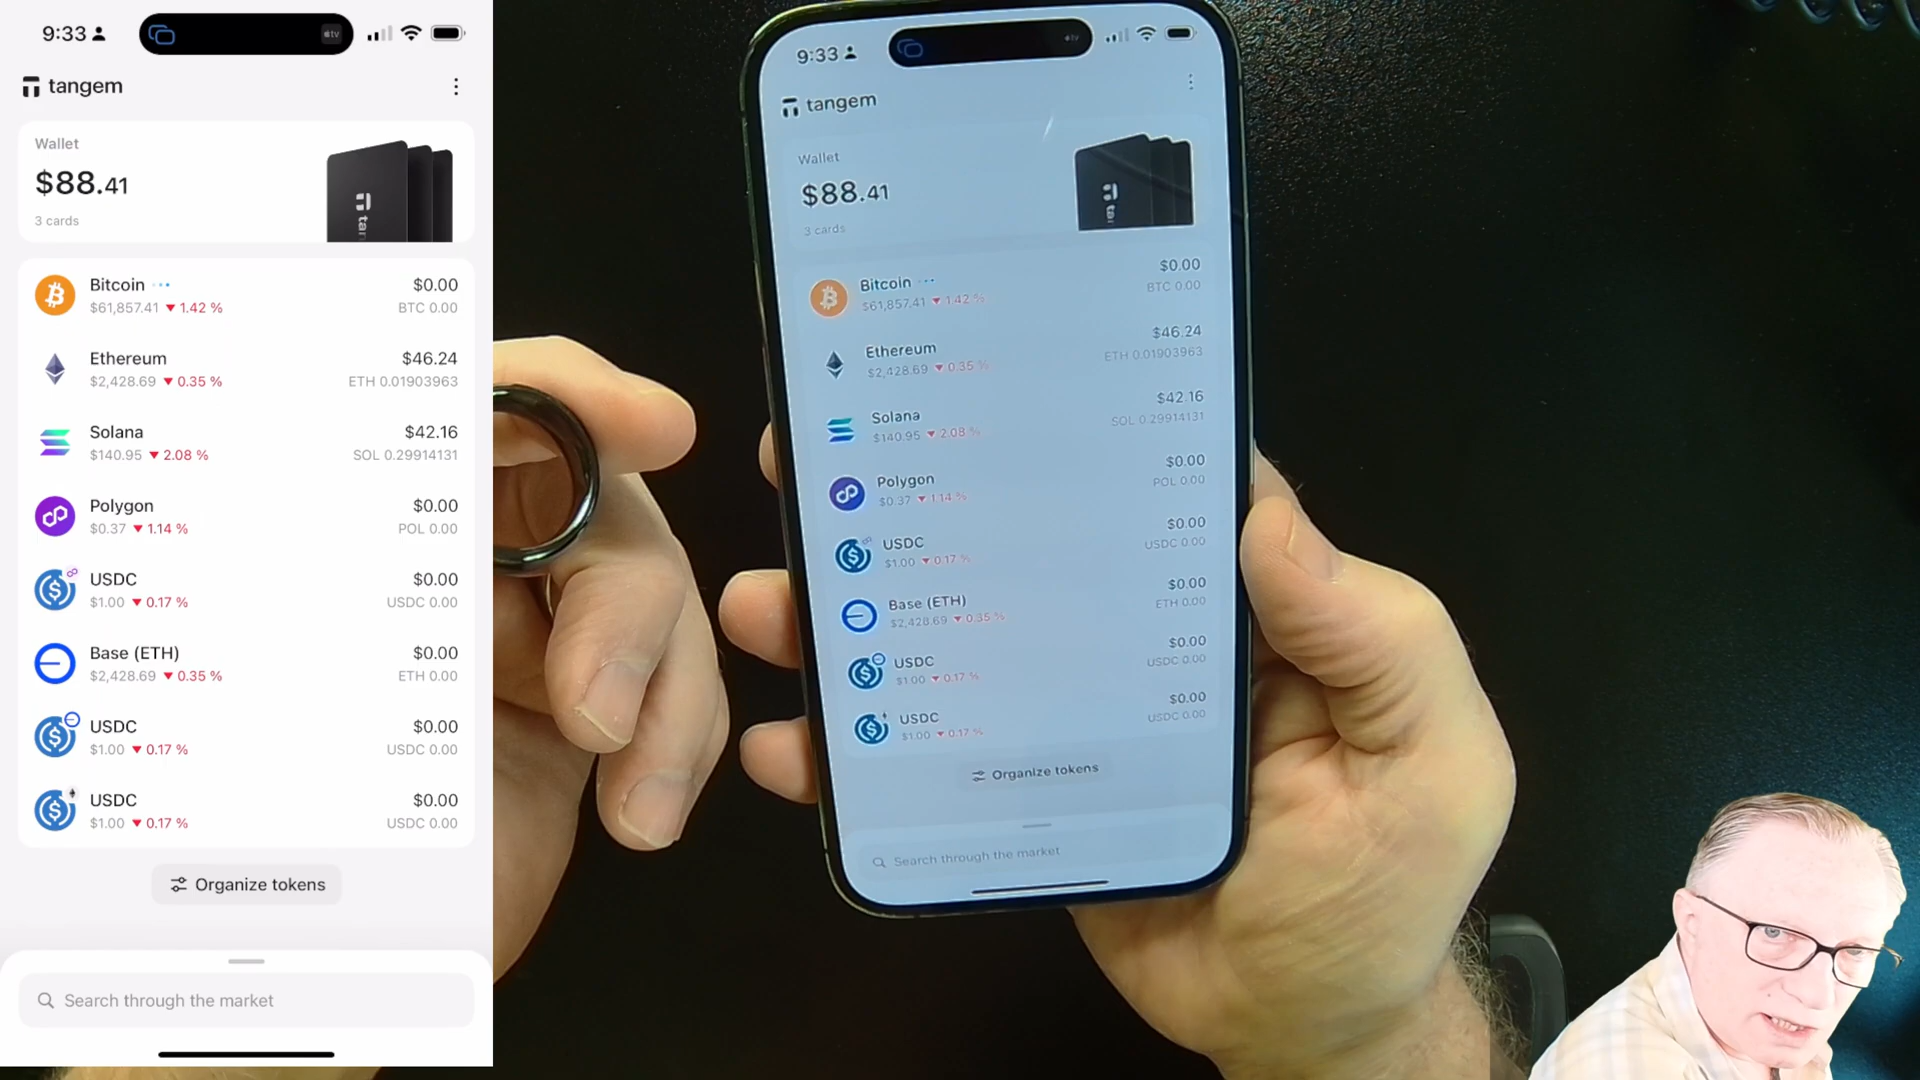 9:33
tv
tangem
Wallet
$88.41
3 cards
tan
Bitcoin
$0.00
$61,857.41 ▼ 1.42 %
BTC 0.00
Ethereum
$46.24
$2,428.69 ▼ 0.35 %
ETH 0.01903963
Solana
$42.16
$140.95 ▼ 2.08 %
SOL 0.29914131
Polygon
$0.00
$0.37 ▼ 1.14 %
POL 0.00
USDC
$0.00
$1.00 ▼ 0.17 %
USDC 0.00
Base (ETH)
$0.00
$2,428.69 ▼ 0.35 %
ETH 0.00
USDC
$0.00
$1.00 ▼ 0.17 %
USDC 0.00
USDC
$0.00
$1.00 ▼ 0.17 %
USDC 0.00
Organize tokens
Search through the market
9:33
tv
tangem
Wallet
$88.41
3 cards
ta
Bitcoin
$0.00
$61,857.41 ▼ 1.42 %
BTC 0.00
Ethereum
$46.24
$2,428.69 ▼ 0.35 %
ETH 0.01903963
Solana
$42.16
$140.95 ▼ 2.08 %
SOL 0.29914131
Polygon
$0.00
$0.37 ▼ 1.14 %
POL 0.00
USDC
$0.00
$1.00 ▼ 0.17 %
USDC 0.00
Base (ETH)
$0.00
$2,428.69 ▼ 0.35 %
ETH 0.00
USDC
$0.00
$1.00 ▼ 0.17 %
USDC 0.00
USDC
$0.00
$1.00 ▼ 0.17 %
USDC 0.00
Organize tokens
Search through the market